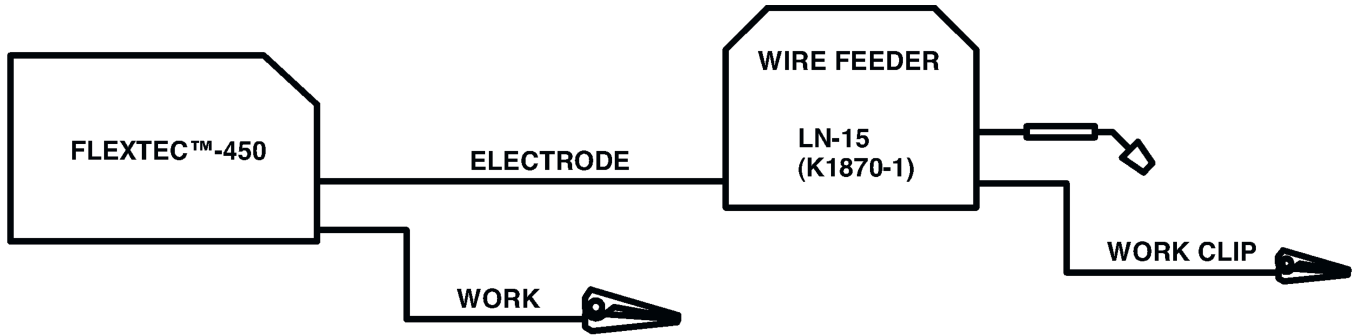 WIRE FEEDER
FLEXTEC™-450
LN-15
(K1870-1)
ELECTRODE
WORK CLIP
WORK